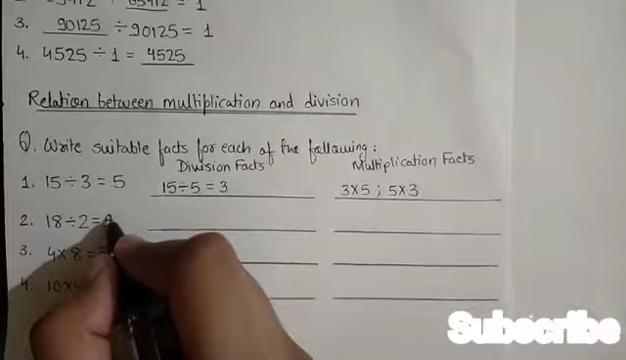 ÷ = 1
3. 90125 ÷ 90125 = 1
4. 4525 ÷ 1 = 4525
Relation between multiplication and division
Q. Write suitable facts for each of the following:
Division Facts Multiplication Facts
1. 15 ÷ 3 = 5 15 ÷ 5 = 3 3×5 ; 5×3
2. 18 ÷ 2 =
3. 4×8 =
4. 10×
Subscribe